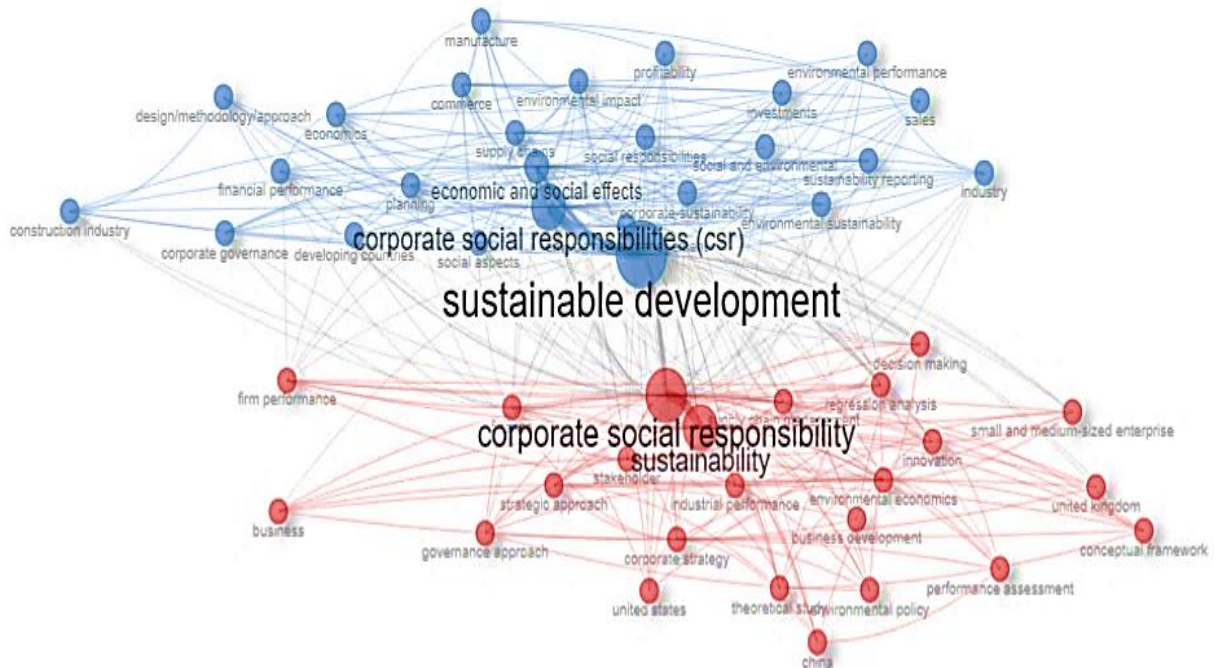 manufacture
profitability
environmental performance
commerce
environmental impact
investments
sales
design/methodology/approach
economics
supply chains
social responsibilities
social and environmental
sustainability reporting
industry
financial performance
planning
economic and social effects
corporate-sustainability
environmental sustainability
construction industry
corporate governance
developing countries
corporate social responsibilities (csr)
social aspects
sustainable development
decision making
firm performance
regression analysis
supply chain management
small and medium-sized enterprise
corporate social responsibility
innovation
sustainability
stakeholder
strategic approach
industrial performance
environmental economics
united kingdom
business
business development
governance approach
corporate strategy
conceptual framework
performance assessment
united states
theoretical study
environmental policy
china